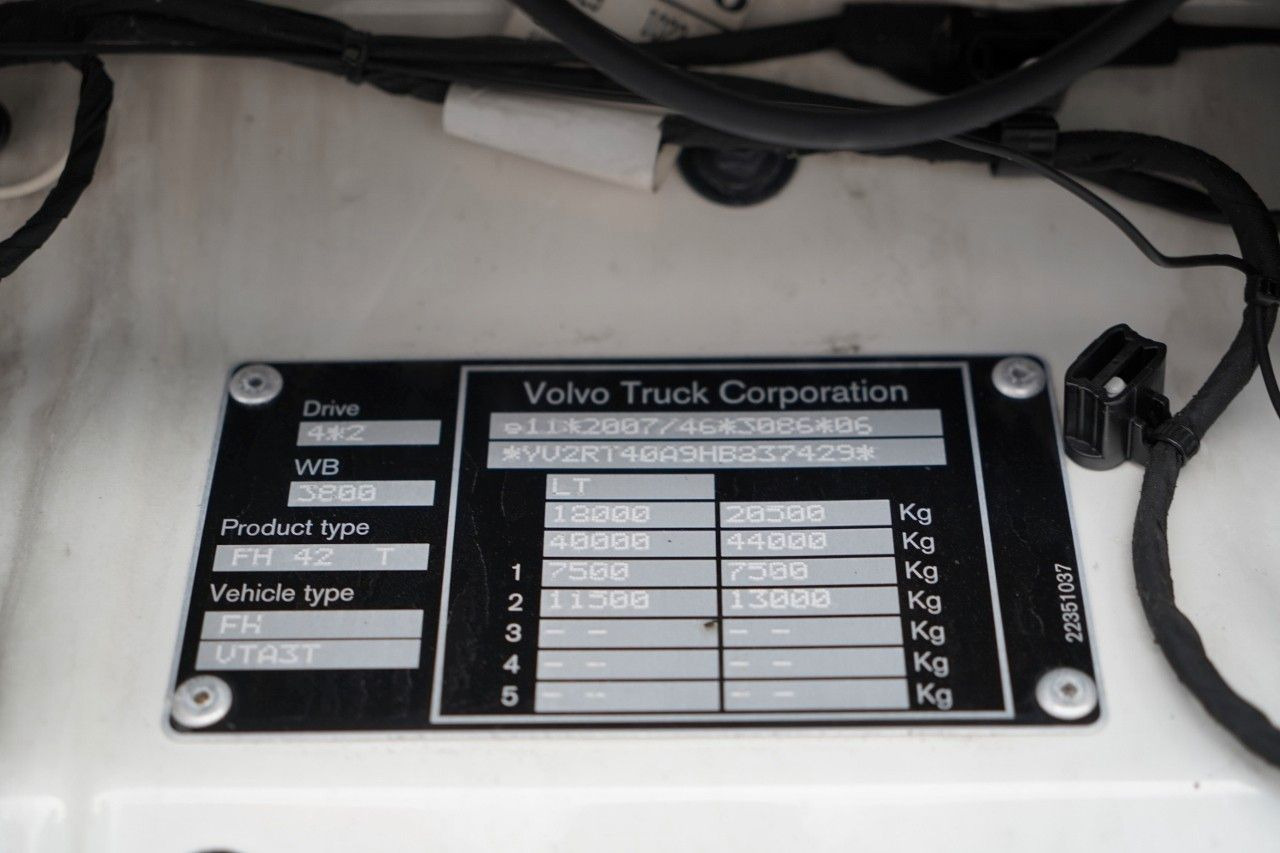 Drive
4*2
WB
3800
Product type
FH 42 T
Vehicle type
FH
VTA3T
Volvo Truck Corporation
e11*2007/46*3086*06
*YV2RT40A9HB837429*
LT
18000 20500 Kg
40000 44000 Kg
1 7500 7500 Kg
2 11500 13000 Kg
3 - - - - Kg
4 - - - - Kg
5 - - - - Kg
22351037